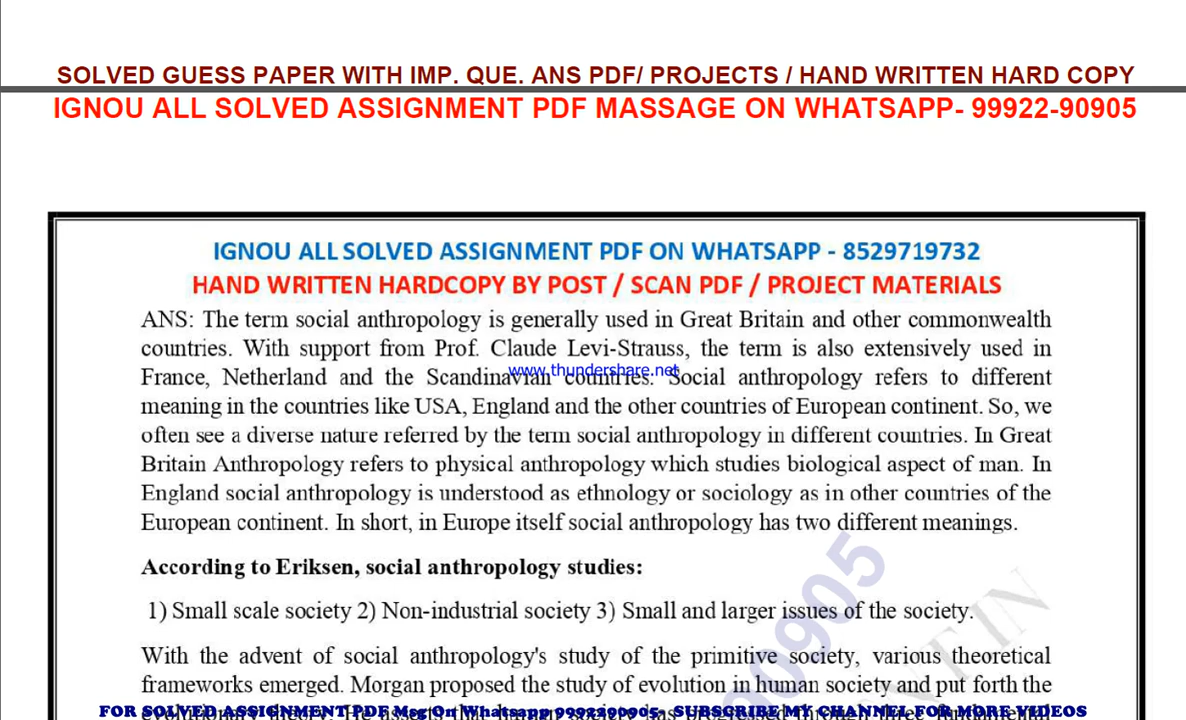 SOLVED GUESS PAPER WITH IMP. QUE. ANS PDF/ PROJECTS / HAND WRITTEN HARD COPY
IGNOU ALL SOLVED ASSIGNMENT PDF MASSAGE ON WHATSAPP- 99922-90905
IGNOU ALL SOLVED ASSIGNMENT PDF ON WHATSAPP - 8529719732
HAND WRITTEN HARDCOPY BY POST / SCAN PDF / PROJECT MATERIALS
ANS: The term social anthropology is generally used in Great Britain and other commonwealth
countries. With support from Prof. Claude Levi-Strauss, the term is also extensively used in
www.thundershare.net
France, Netherland and the Scandinavian countries. Social anthropology refers to different
meaning in the countries like USA, England and the other countries of European continent. So, we
often see a diverse nature referred by the term social anthropology in different countries. In Great
Britain Anthropology refers to physical anthropology which studies biological aspect of man. In
England social anthropology is understood as ethnology or sociology as in other countries of the
European continent. In short, in Europe itself social anthropology has two different meanings.
According to Eriksen, social anthropology studies:
1) Small scale society 2) Non-industrial society 3) Small and larger issues of the society.
With the advent of social anthropology's study of the primitive society, various theoretical
frameworks emerged. Morgan proposed the study of evolution in human society and put forth the
FOR SOLVED ASSIGNMENT PDF Msg On Whatsapp 9992290905- SUBSCRIBE MY CHANNEL FOR MORE VIDEOS